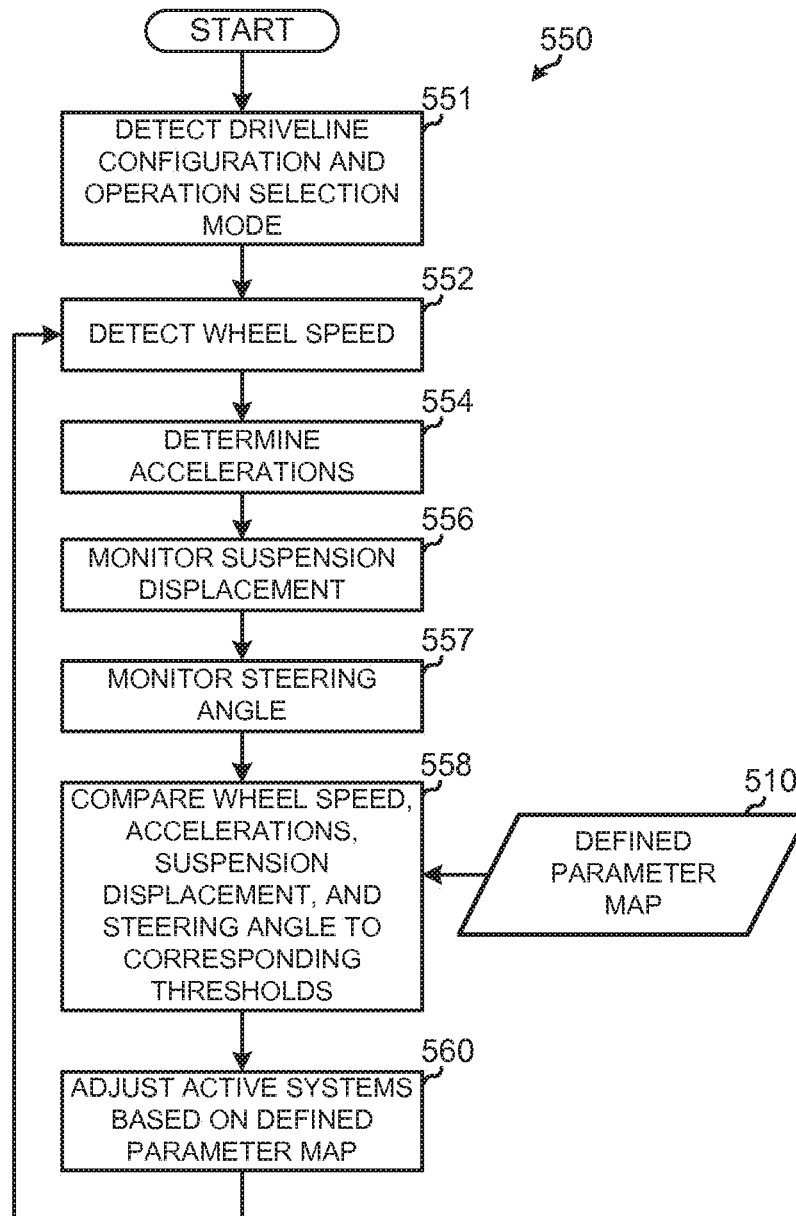 START
550
551
DETECT DRIVELINE
CONFIGURATION AND
OPERATION SELECTION
MODE
552
DETECT WHEEL SPEED
554
DETERMINE
ACCELERATIONS
556
MONITOR SUSPENSION
DISPLACEMENT
557
MONITOR STEERING
ANGLE
558
COMPARE WHEEL SPEED,
ACCELERATIONS,
SUSPENSION
DISPLACEMENT, AND
STEERING ANGLE TO
CORRESPONDING
THRESHOLDS
510
DEFINED
PARAMETER
MAP
560
ADJUST ACTIVE SYSTEMS
BASED ON DEFINED
PARAMETER MAP